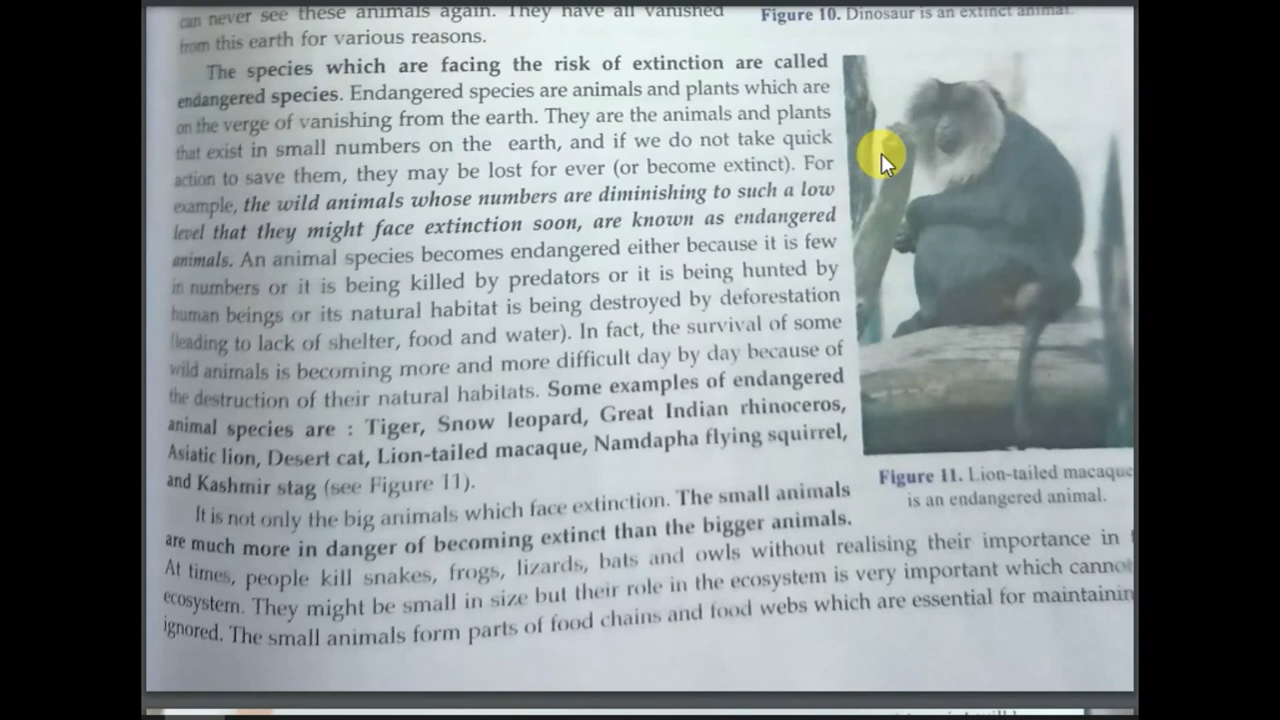 can never see these animals again. They have all vanished
from this earth for various reasons.
Figure 10. Dinosaur is an extinct animal.
The species which are facing the risk of extinction are called
endangered species. Endangered species are animals and plants which are
on the verge of vanishing from the earth. They are the animals and plants
that exist in small numbers on the earth, and if we do not take quick
action to save them, they may be lost for ever (or become extinct). For
example, the wild animals whose numbers are diminishing to such a low
level that they might face extinction soon, are known as endangered
animals. An animal species becomes endangered either because it is few
in numbers or it is being killed by predators or it is being hunted by
human beings or its natural habitat is being destroyed by deforestation
(leading to lack of shelter, food and water). In fact, the survival of some
wild animals is becoming more and more difficult day by day because of
the destruction of their natural habitats. Some examples of endangered
animal species are : Tiger, Snow leopard, Great Indian rhinoceros,
Asiatic lion, Desert cat, Lion-tailed macaque, Namdapha flying squirrel,
and Kashmir stag (see Figure 11).
Figure 11. Lion-tailed macaque
is an endangered animal.
It is not only the big animals which face extinction. The small animals
are much more in danger of becoming extinct than the bigger animals.
At times, people kill snakes, frogs, lizards, bats and owls without realising their importance in
ecosystem. They might be small in size but their role in the ecosystem is very important which
ignored. The small animals form parts of food chains and food webs which are essential for